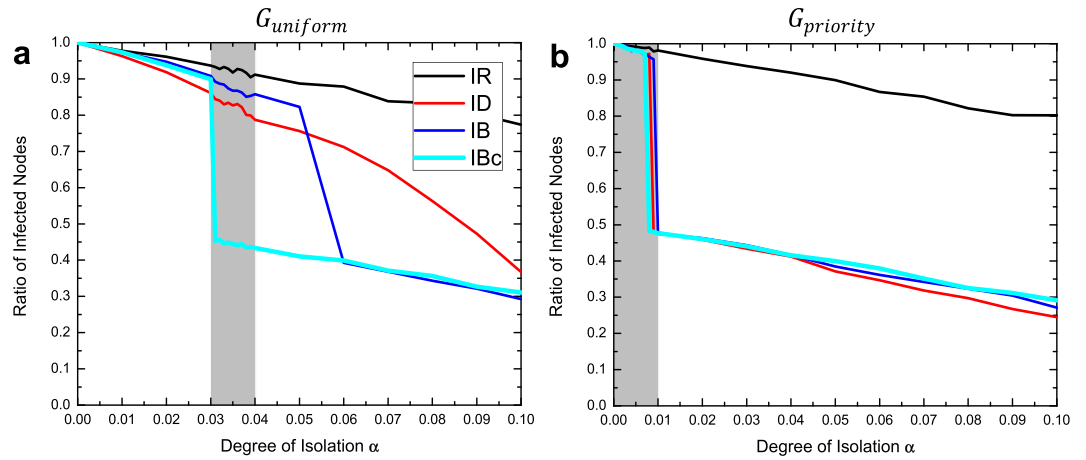 G_uniform
a
Ratio of Infected Nodes
1.0
0.9
0.8
0.7
0.6
0.5
0.4
0.3
0.2
0.1
0.0
IR
ID
IB
IBc
0.00 0.01 0.02 0.03 0.04 0.05 0.06 0.07 0.08 0.09 0.10
Degree of Isolation α
G_priority
b
Ratio of Infected Nodes
1.0
0.9
0.8
0.7
0.6
0.5
0.4
0.3
0.2
0.1
0.0
0.00 0.01 0.02 0.03 0.04 0.05 0.06 0.07 0.08 0.09 0.10
Degree of Isolation α